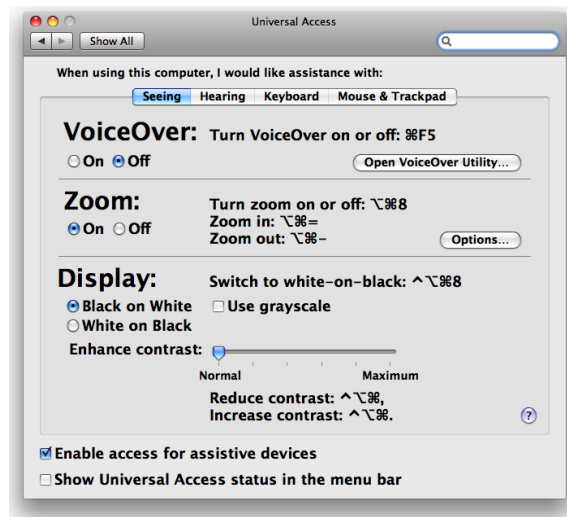 Universal Access
Show All
When using this computer, I would like assistance with:
Seeing Hearing Keyboard Mouse & Trackpad
VoiceOver: Turn VoiceOver on or off: ⌘F5
On Off Open VoiceOver Utility...
Zoom: Turn zoom on or off: ⌥⌘8
On Off Zoom in: ⌥⌘=
Zoom out: ⌥⌘- Options...
Display: Switch to white-on-black: ^⌥⌘8
Black on White Use grayscale
White on Black
Enhance contrast:
Normal Maximum
Reduce contrast: ^⌥⌘,
Increase contrast: ^⌥⌘. ?
Enable access for assistive devices
Show Universal Access status in the menu bar